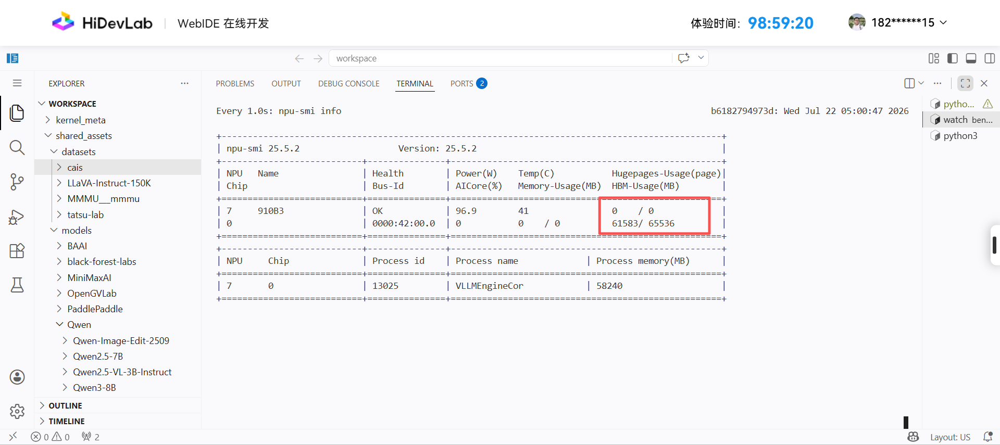 HiDevLab | WebIDE 在线开发
体验时间: 98:59:20
182******15
workspace
EXPLORER
WORKSPACE
kernel_meta
shared_assets
datasets
cais
LLaVA-Instruct-150K
MMMU__mmmu
tatsu-lab
models
BAAI
black-forest-labs
MiniMaxAI
OpenGVLab
PaddlePaddle
Qwen
Qwen-Image-Edit-2509
Qwen2.5-7B
Qwen2.5-VL-3B-Instruct
Qwen3-8B
OUTLINE
TIMELINE
PROBLEMS OUTPUT DEBUG CONSOLE TERMINAL PORTS 2
Every 1.0s: npu-smi info b6182794973d: Wed Jul 22 05:00:47 2026
| npu-smi 25.5.2 Version: 25.5.2 |
| NPU Name | Health | Power(W) Temp(C) Hugepages-Usage(page)|
| Chip | Bus-Id | AICore(%) Memory-Usage(MB) HBM-Usage(MB) |
| 7 910B3 | OK | 96.9 41 0 / 0 |
| 0 | 0000:42:00.0 | 0 0 / 0 61583/ 65536 |
| NPU Chip | Process id | Process name | Process memory(MB) |
| 7 0 | 13025 | VLLMEngineCor | 58240 |
pytho...
watch ben...
python3
0 0 2
Layout: US